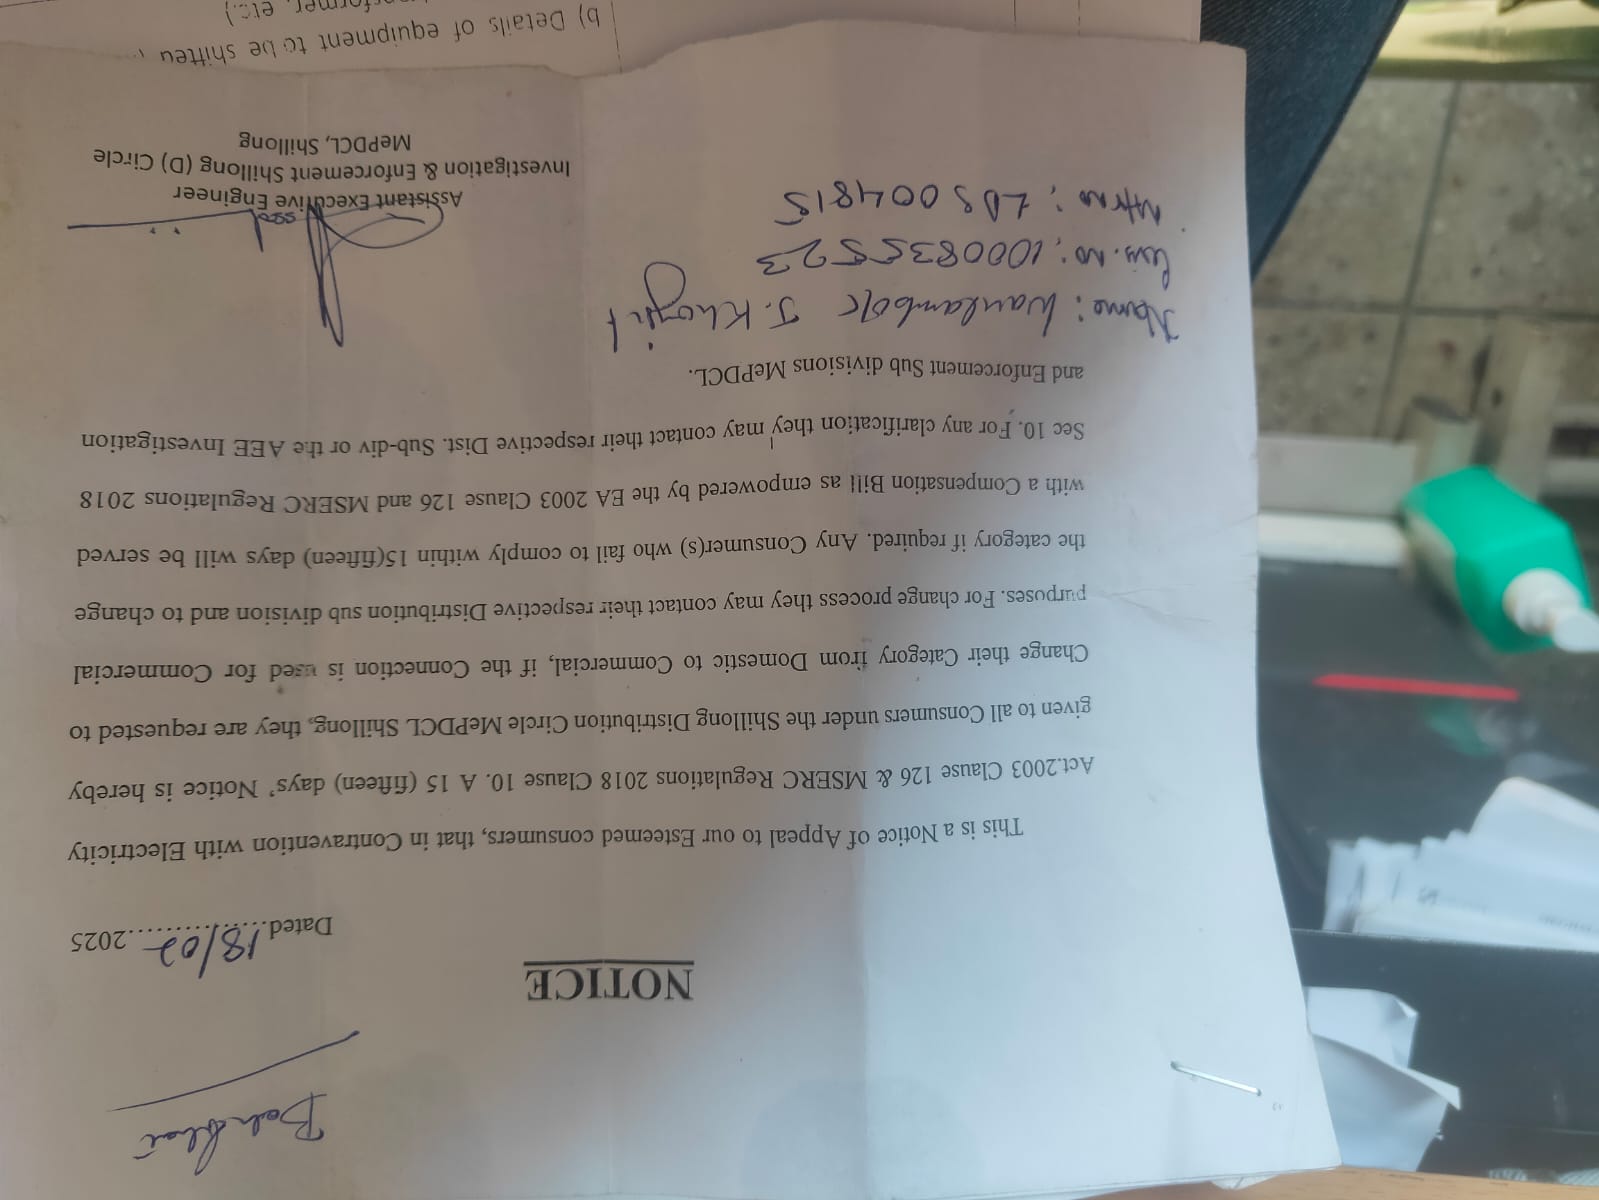 NOTICE
Dated 18/02 2025
This is a Notice of Appeal to our Esteemed consumers, that in Contravention with Electricity
Act.2003 Clause 126 & MSERC Regulations 2018 Clause 10. A 15 (fifteen) days' Notice is hereby
given to all Consumers under the Shillong Distribution Circle MePDCL Shillong, they are requested to
Change their Category from Domestic to Commercial, if the Connection is used for Commercial
purposes. For change process they may contact their respective Distribution sub division and to change
the category if required. Any Consumer(s) who fail to comply within 15(fifteen) days will be served
with a Compensation Bill as empowered by the EA 2003 Clause 126 and MSERC Regulations 2018
Sec 10. For any clarification they may contact their respective Dist. Sub-div or the AEE Investigation
and Enforcement Sub divisions MePDCL.
Name: J.
Cons. no: 1000835523
Mtr no: LDS 004815
Assistant Executive Engineer
Investigation & Enforcement Shillong (D) Circle
MePDCL, Shillong
b) Details of equipment to be
etc.)